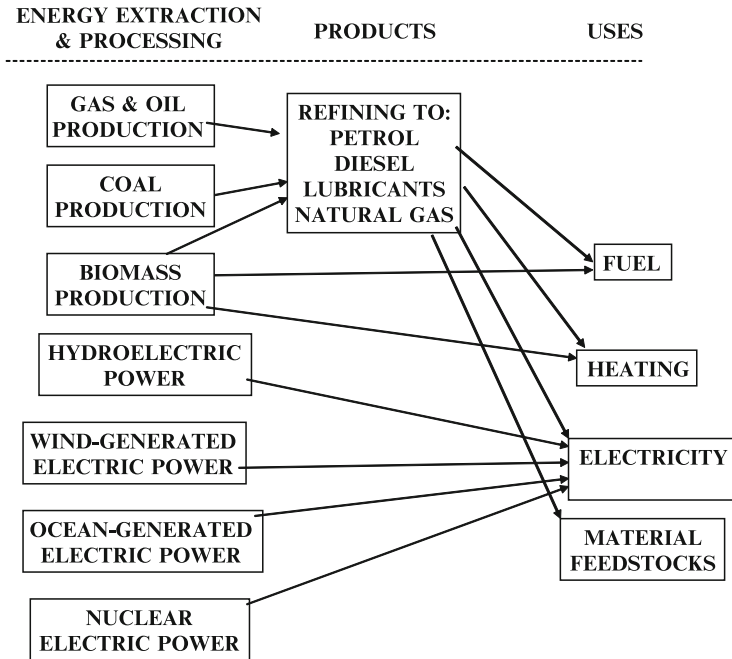 ENERGY EXTRACTION
& PROCESSING
PRODUCTS
USES
GAS & OIL
PRODUCTION
COAL
PRODUCTION
BIOMASS
PRODUCTION
HYDROELECTRIC
POWER
WIND-GENERATED
ELECTRIC POWER
OCEAN-GENERATED
ELECTRIC POWER
NUCLEAR
ELECTRIC POWER
REFINING TO:
PETROL
DIESEL
LUBRICANTS
NATURAL GAS
FUEL
HEATING
ELECTRICITY
MATERIAL
FEEDSTOCKS